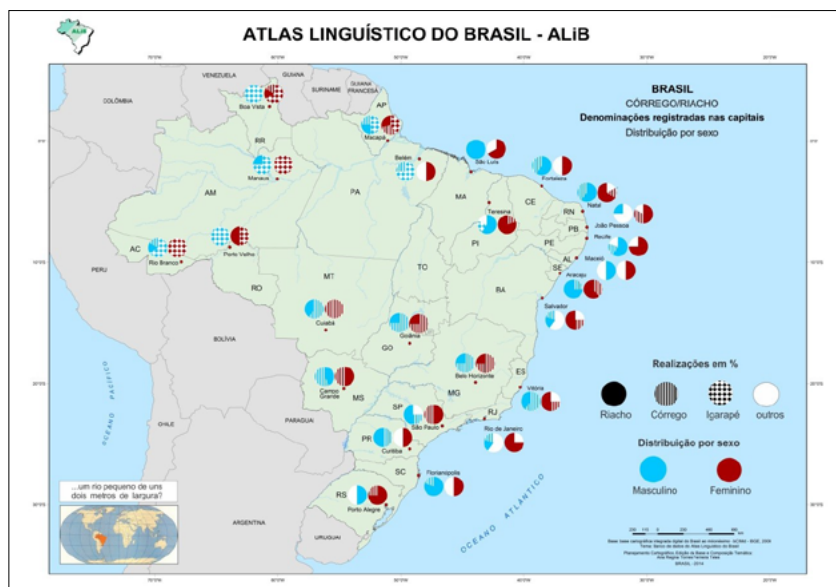 ALiB
ATLAS LINGUÍSTICO DO BRASIL - ALiB
BRASIL
CÓRREGO/RIACHO
Denominações registradas nas capitais
Distribuição por sexo
VENEZUELA
GUIANA
SURINAME
GUIANA
FRANCESA
COLÔMBIA
Boa Vista
RR
AP
Macapá
Belém
São Luís
Fortaleza
Manaus
AM
PA
MA
CE
Natal
Teresina
RN
João Pessoa
PB
PI
PE
Recife
AL
Maceió
SE
Aracaju
AC
Rio Branco
Porto Velho
TO
RO
MT
BA
Salvador
PERU
BOLÍVIA
Cuiabá
Goiânia
GO
Belo Horizonte
MG
ES
Vitória
Campo
Grande
MS
SP
São Paulo
RJ
Rio de Janeiro
PARAGUAI
PR
Curitiba
SC
Florianópolis
RS
Porto Alegre
CHILE
ARGENTINA
URUGUAI
OCEANO PACÍFICO
OCEANO ATLÂNTICO
Realizações em %
Riacho
Córrego
Igarapé
outros
Distribuição por sexo
Masculino
Feminino
...um rio pequeno de uns
dois metros de largura?
BRASIL - 2014